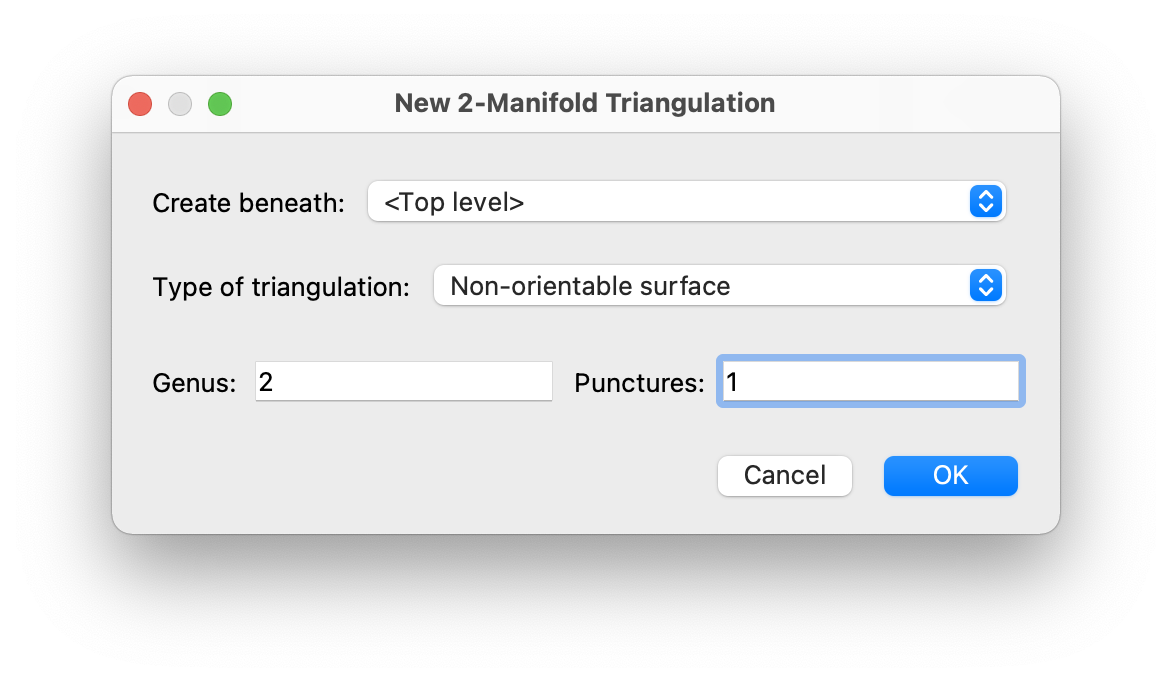 New 2-Manifold Triangulation
Create beneath: <Top level>
Type of triangulation: Non-orientable surface
Genus: 2 Punctures: 1
Cancel OK